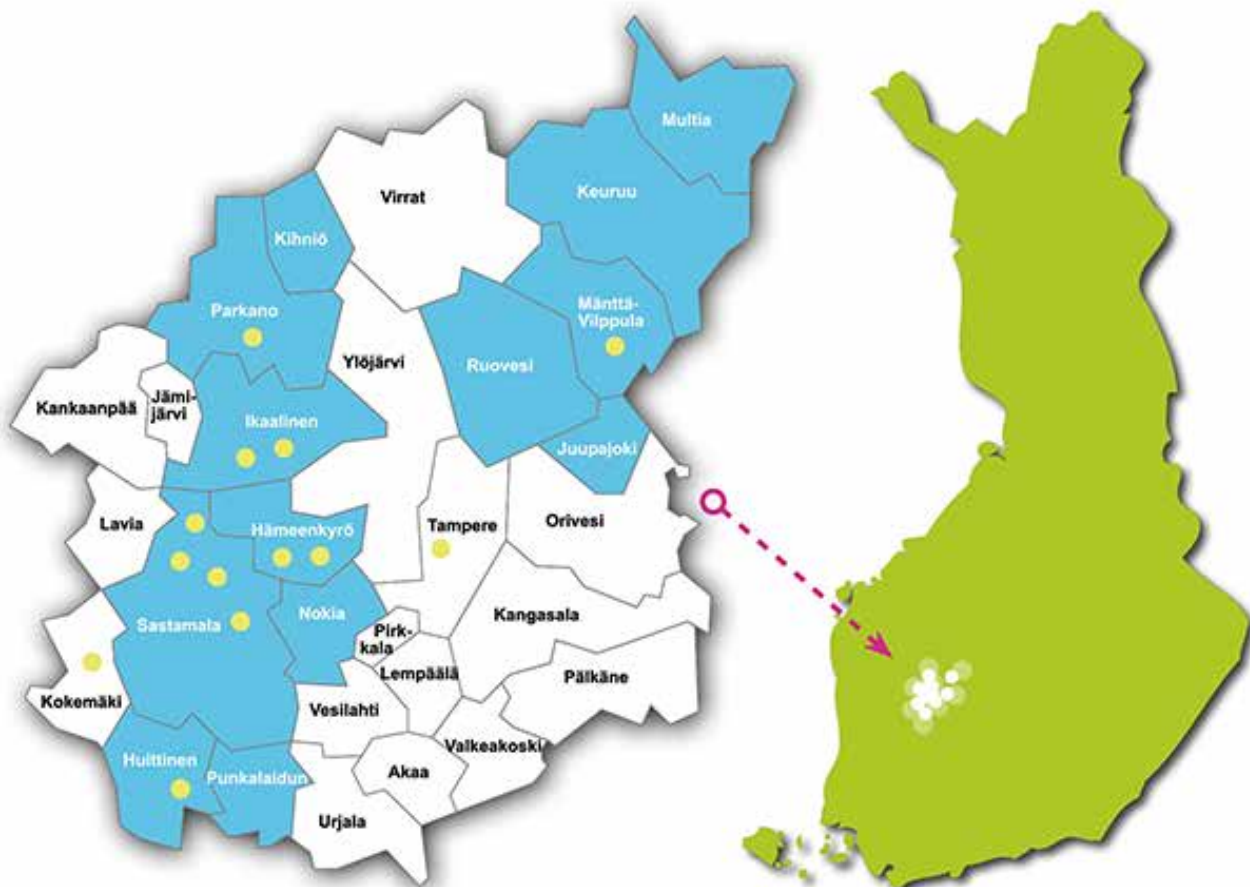 Multia
Virrat
Keuruu
Kihniö
Parkano
Mänttä-
Vilppula
Ylöjärvi
Ruovesi
Kankaanpää
Jämi-
järvi
Ikaalinen
Juupajoki
Lavia
Hämeenkyrö
Tampere
Orivesi
Sastamala
Nokia
Kangasala
Pirk-
kala
Lempäälä
Pälkäne
Kokemäki
Vesilahti
Valkeakoski
Huittinen
Punkalaidun
Akaa
Urjala